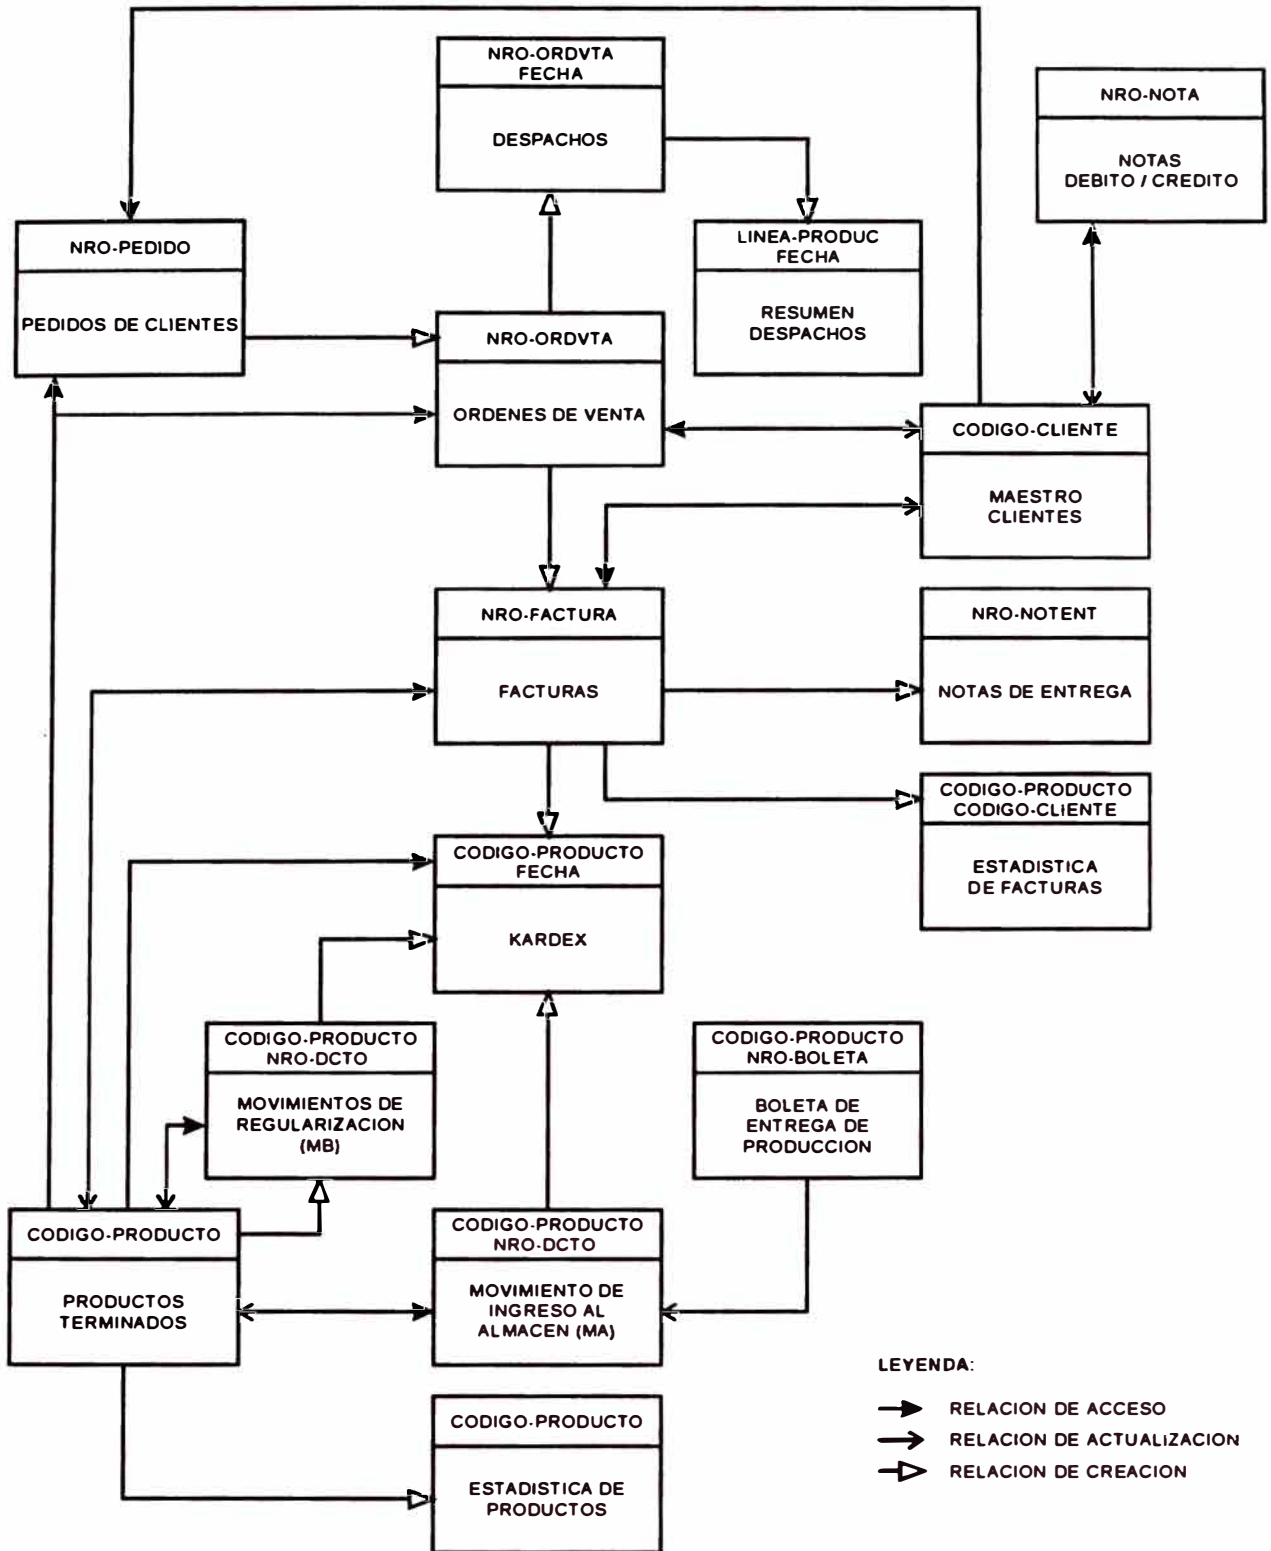 NRO-ORDVTA
FECHA
DESPACHOS
NRO-NOTA
NOTAS
DEBITO / CREDITO
NRO-PEDIDO
PEDIDOS DE CLIENTES
LINEA-PRODUC
FECHA
RESUMEN
DESPACHOS
NRO-ORDVTA
ORDENES DE VENTA
CODIGO-CLIENTE
MAESTRO
CLIENTES
NRO-FACTURA
FACTURAS
NRO-NOTENT
NOTAS DE ENTREGA
CODIGO-PRODUCTO
CODIGO-CLIENTE
ESTADISTICA
DE FACTURAS
CODIGO-PRODUCTO
FECHA
KARDEX
CODIGO-PRODUCTO
NRO-DCTO
MOVIMIENTOS DE
REGULARIZACION
(MB)
CODIGO-PRODUCTO
NRO-BOLETA
BOLETA DE
ENTREGA DE
PRODUCCION
CODIGO-PRODUCTO
PRODUCTOS
TERMINADOS
CODIGO-PRODUCTO
NRO-DCTO
MOVIMIENTO DE
INGRESO AL
ALMACEN (MA)
CODIGO-PRODUCTO
ESTADISTICA DE
PRODUCTOS
LEYENDA:
RELACION DE ACCESO
RELACION DE ACTUALIZACION
RELACION DE CREACION